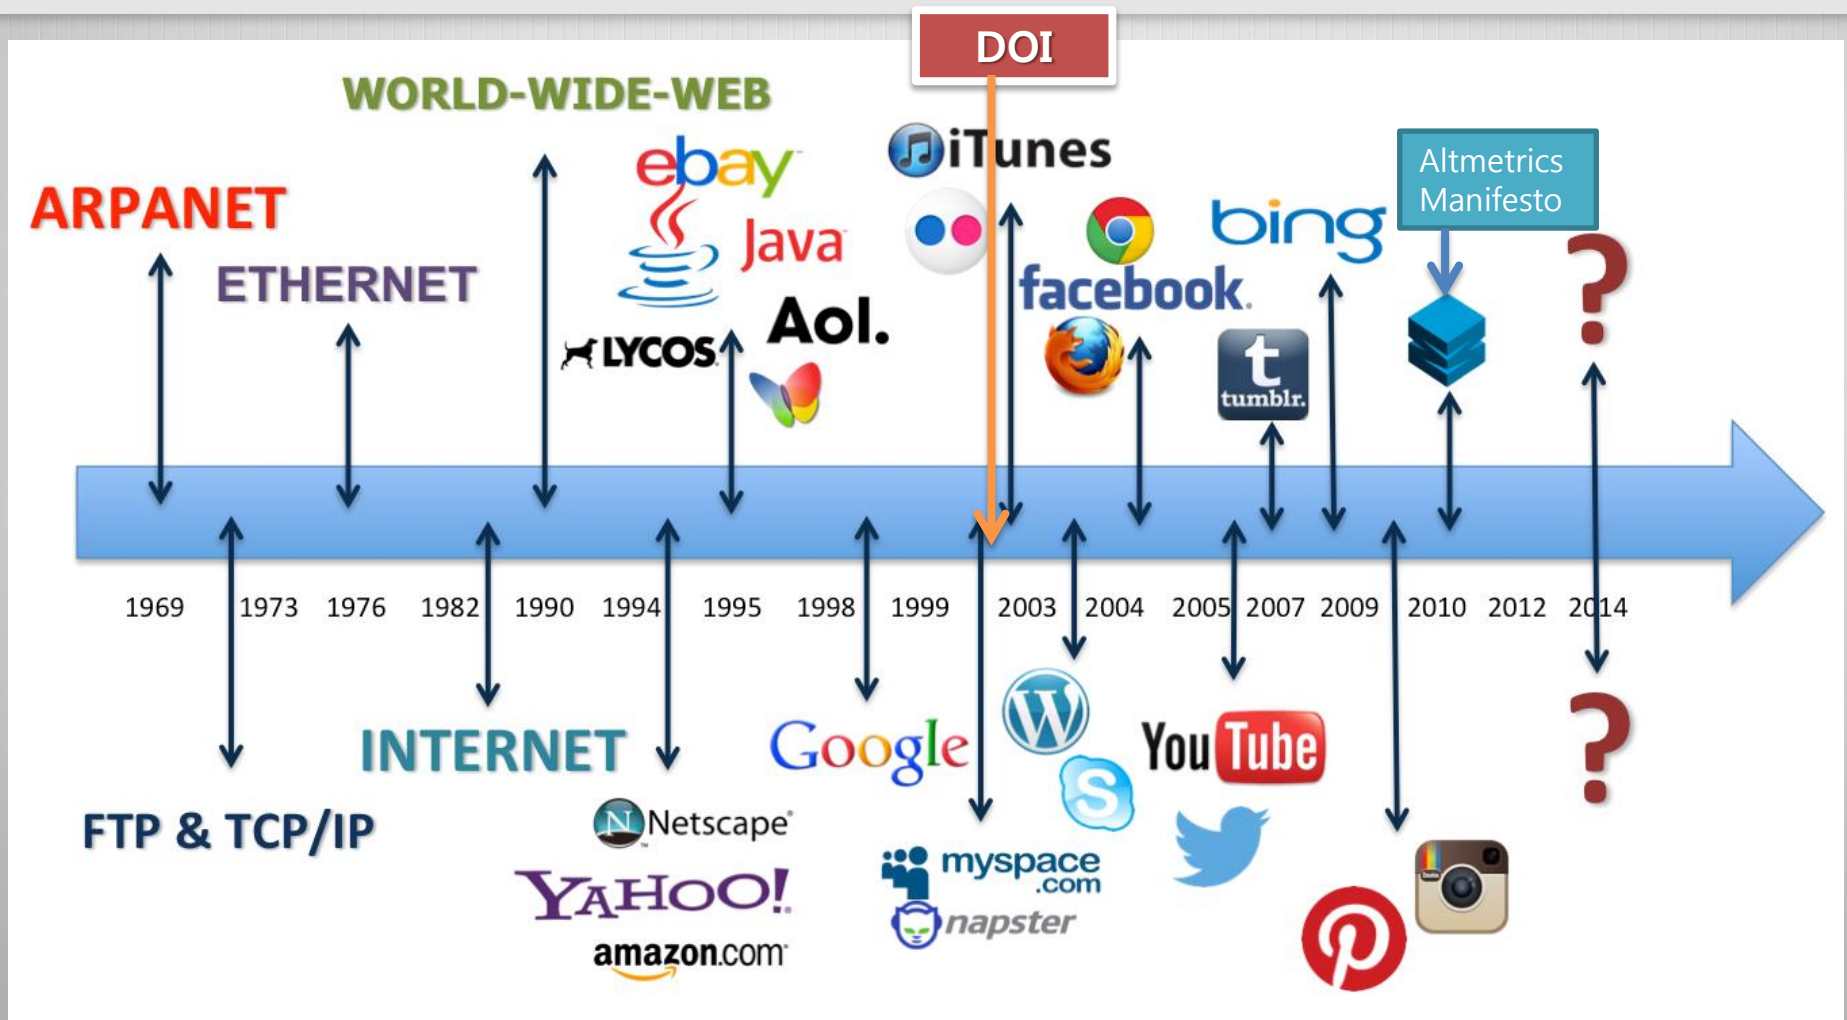 DOI
WORLD-WIDE-WEB
iTunes
ebay
Altmetrics
Manifesto
ARPANET
Java
bing
ETHERNET
facebook.
Aol.
LYCOS
t
tumblr.
1969 1973 1976 1982 1990 1994 1995 1998 1999 2003 2004 2005 2007 2009 2010 2012 2014
?
W
INTERNET
Google
You Tube
S
?
FTP & TCP/IP
N Netscape®
YAHOO!
myspace
.com
napster
amazon.com